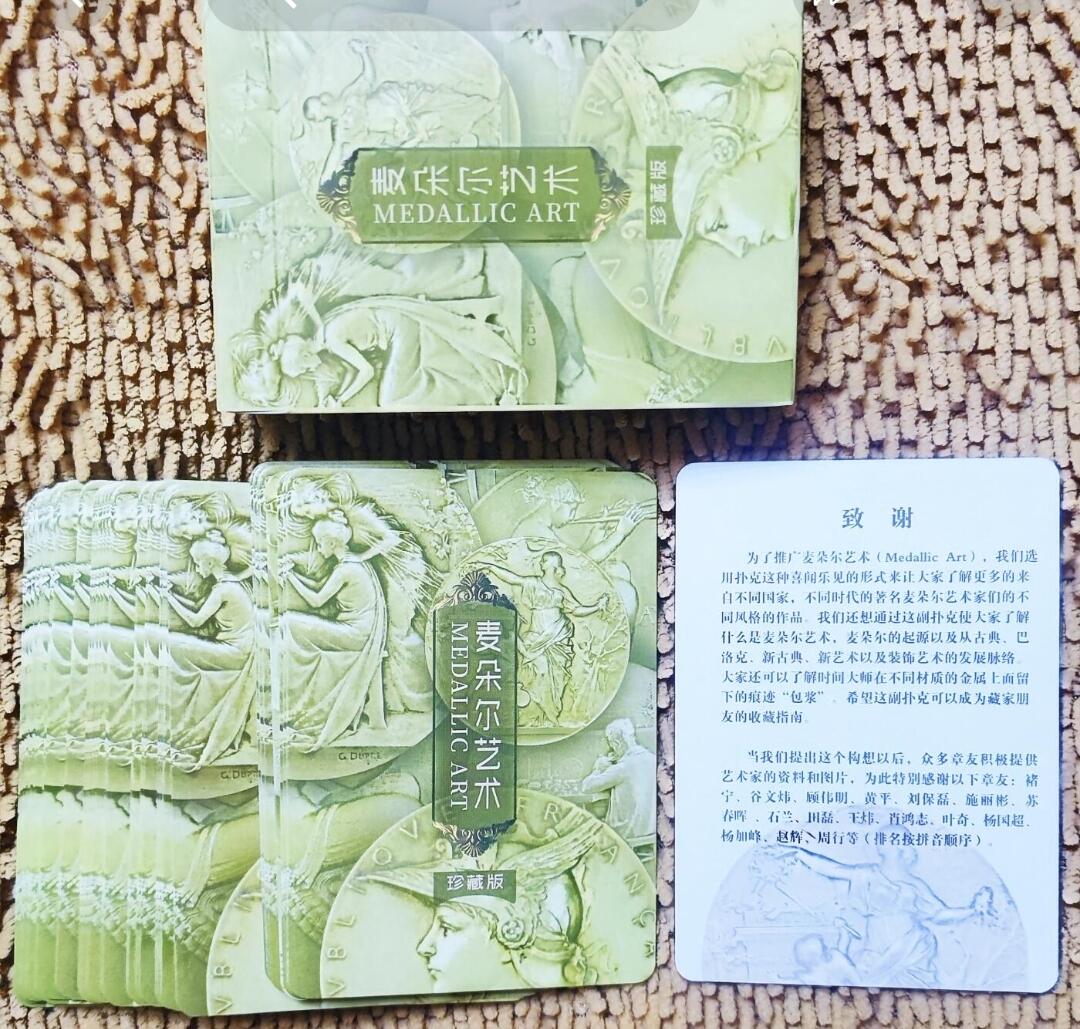 麦朵尔艺术
MEDALLIC ART
珍藏版
麦朵尔艺术
MEDALLIC ART
珍藏版
G. DUPRÉ
致 谢
为了推广麦朵尔艺术（Medallic Art），我们选
用扑克这种喜闻乐见的形式来让大家了解更多的来
自不同国家，不同时代的著名麦朵尔艺术家们的不
同风格的作品。我们还想通过这副扑克使大家了解
什么是麦朵尔艺术，麦朵尔的起源以及从古典、巴
洛克、新古典、新艺术以及装饰艺术的发展脉络。
大家还可以了解时间大师在不同材质的金属上面留
下的痕迹“包浆”。希望这副扑克可以成为藏家朋
友的收藏指南。
当我们提出这个构想以后，众多章友积极提供
艺术家的资料和图片，为此特别感谢以下章友：褚
宁、谷文炜、顾伟明、黄平、刘保磊、施丽彬、苏
春晖、石兰、田磊、王炜、肖鸿志、叶奇、杨国超、
杨加峰、赵辉、周行等（排名按拼音顺序）。